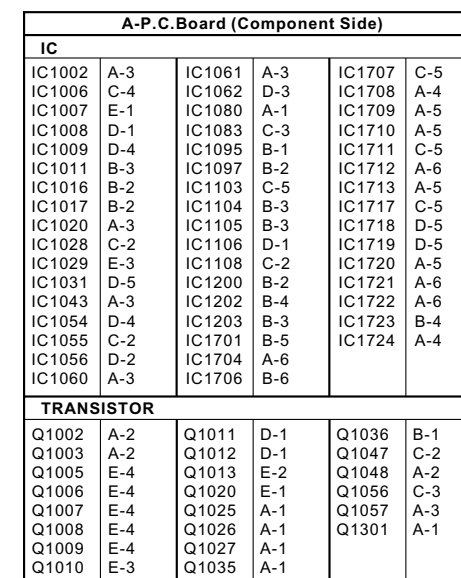 A-P.C.Board (Component Side)
IC
IC1002 A-3 IC1061 A-3 IC1707 C-5
IC1006 C-4 IC1062 D-3 IC1708 A-4
IC1007 E-1 IC1080 A-1 IC1709 A-5
IC1008 D-1 IC1083 C-3 IC1710 A-5
IC1009 D-4 IC1095 B-1 IC1711 C-5
IC1011 B-3 IC1097 B-2 IC1712 A-6
IC1016 B-2 IC1103 C-5 IC1713 A-5
IC1017 B-2 IC1104 B-3 IC1717 C-5
IC1020 A-3 IC1105 B-3 IC1718 D-5
IC1028 C-2 IC1106 D-1 IC1719 D-5
IC1029 E-3 IC1108 C-2 IC1720 A-5
IC1031 D-5 IC1200 B-2 IC1721 A-6
IC1043 A-3 IC1202 B-4 IC1722 A-6
IC1054 D-4 IC1203 B-3 IC1723 B-4
IC1055 C-2 IC1701 B-5 IC1724 A-4
IC1056 D-2 IC1704 A-6
IC1060 A-3 IC1706 B-6
TRANSISTOR
Q1002 A-2 Q1011 D-1 Q1036 B-1
Q1003 A-2 Q1012 D-1 Q1047 C-2
Q1005 E-4 Q1013 E-2 Q1048 A-2
Q1006 E-4 Q1020 E-1 Q1056 C-3
Q1007 E-4 Q1025 A-1 Q1057 A-3
Q1008 E-4 Q1026 A-1 Q1301 A-1
Q1009 E-4 Q1027 A-1
Q1010 E-3 Q1035 A-1